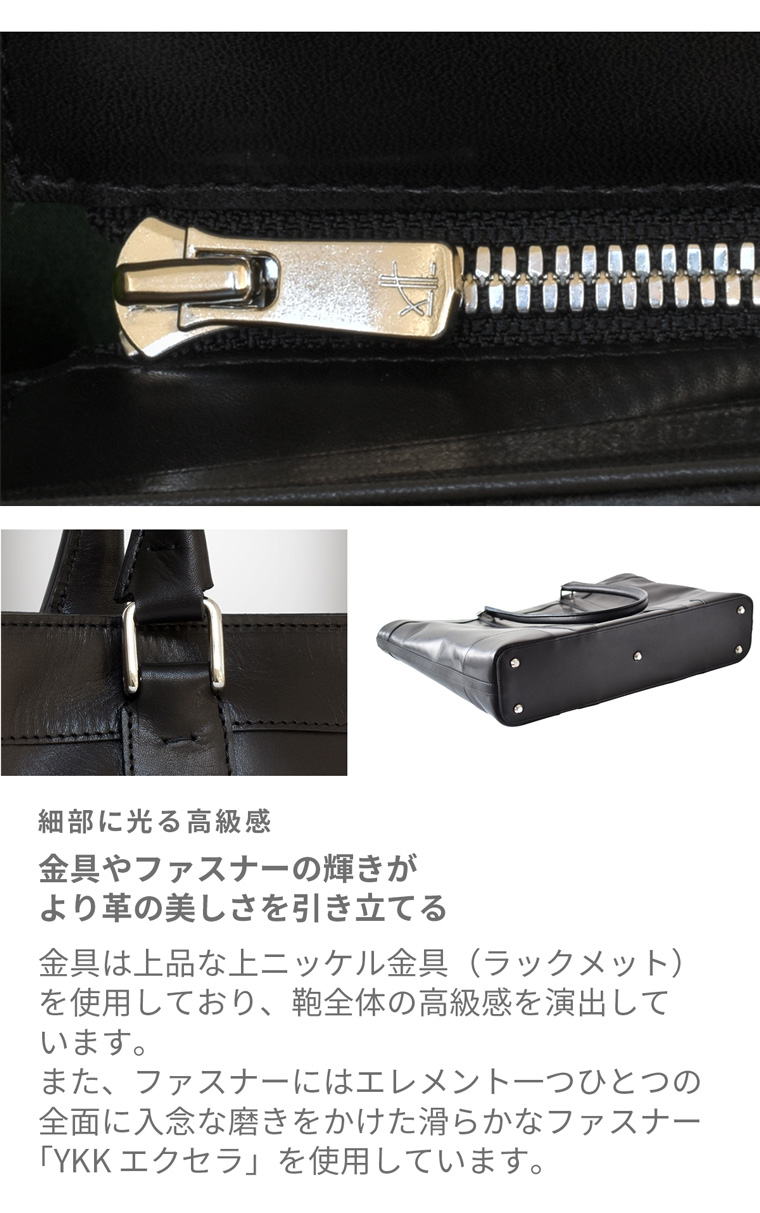 細部に光る高級感
金具やファスナーの輝きが
より革の美しさを引き立てる
金具は上品な上ニッケル金具（ラックメット）
を使用しており、鞄全体の高級感を演出して
います。
また、ファスナーにはエレメント一つひとつの
全面に入念な磨きをかけた滑らかなファスナー
「YKK エクセラ」を使用しています。